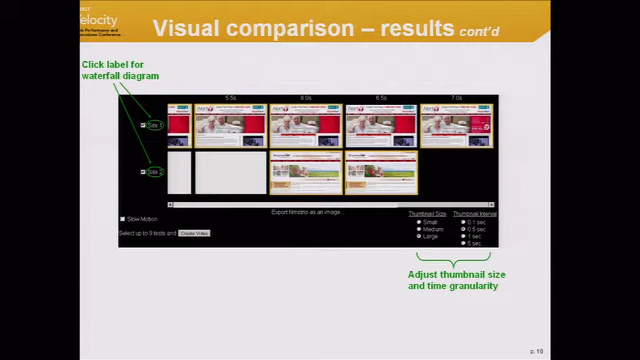 Velocity
Visual comparison – results cont'd
Click label for
waterfall diagram
5.5s 6.0s 6.5s 7.0s
Site 1
Site 2
Export filmstrip as an image...
Slow Motion
Select up to 9 tests and Create Video
Thumbnail Size Thumbnail Interval
Small 0.1 sec
Medium 0.5 sec
Large 1 sec
5 sec
Adjust thumbnail size
and time granularity
p. 10